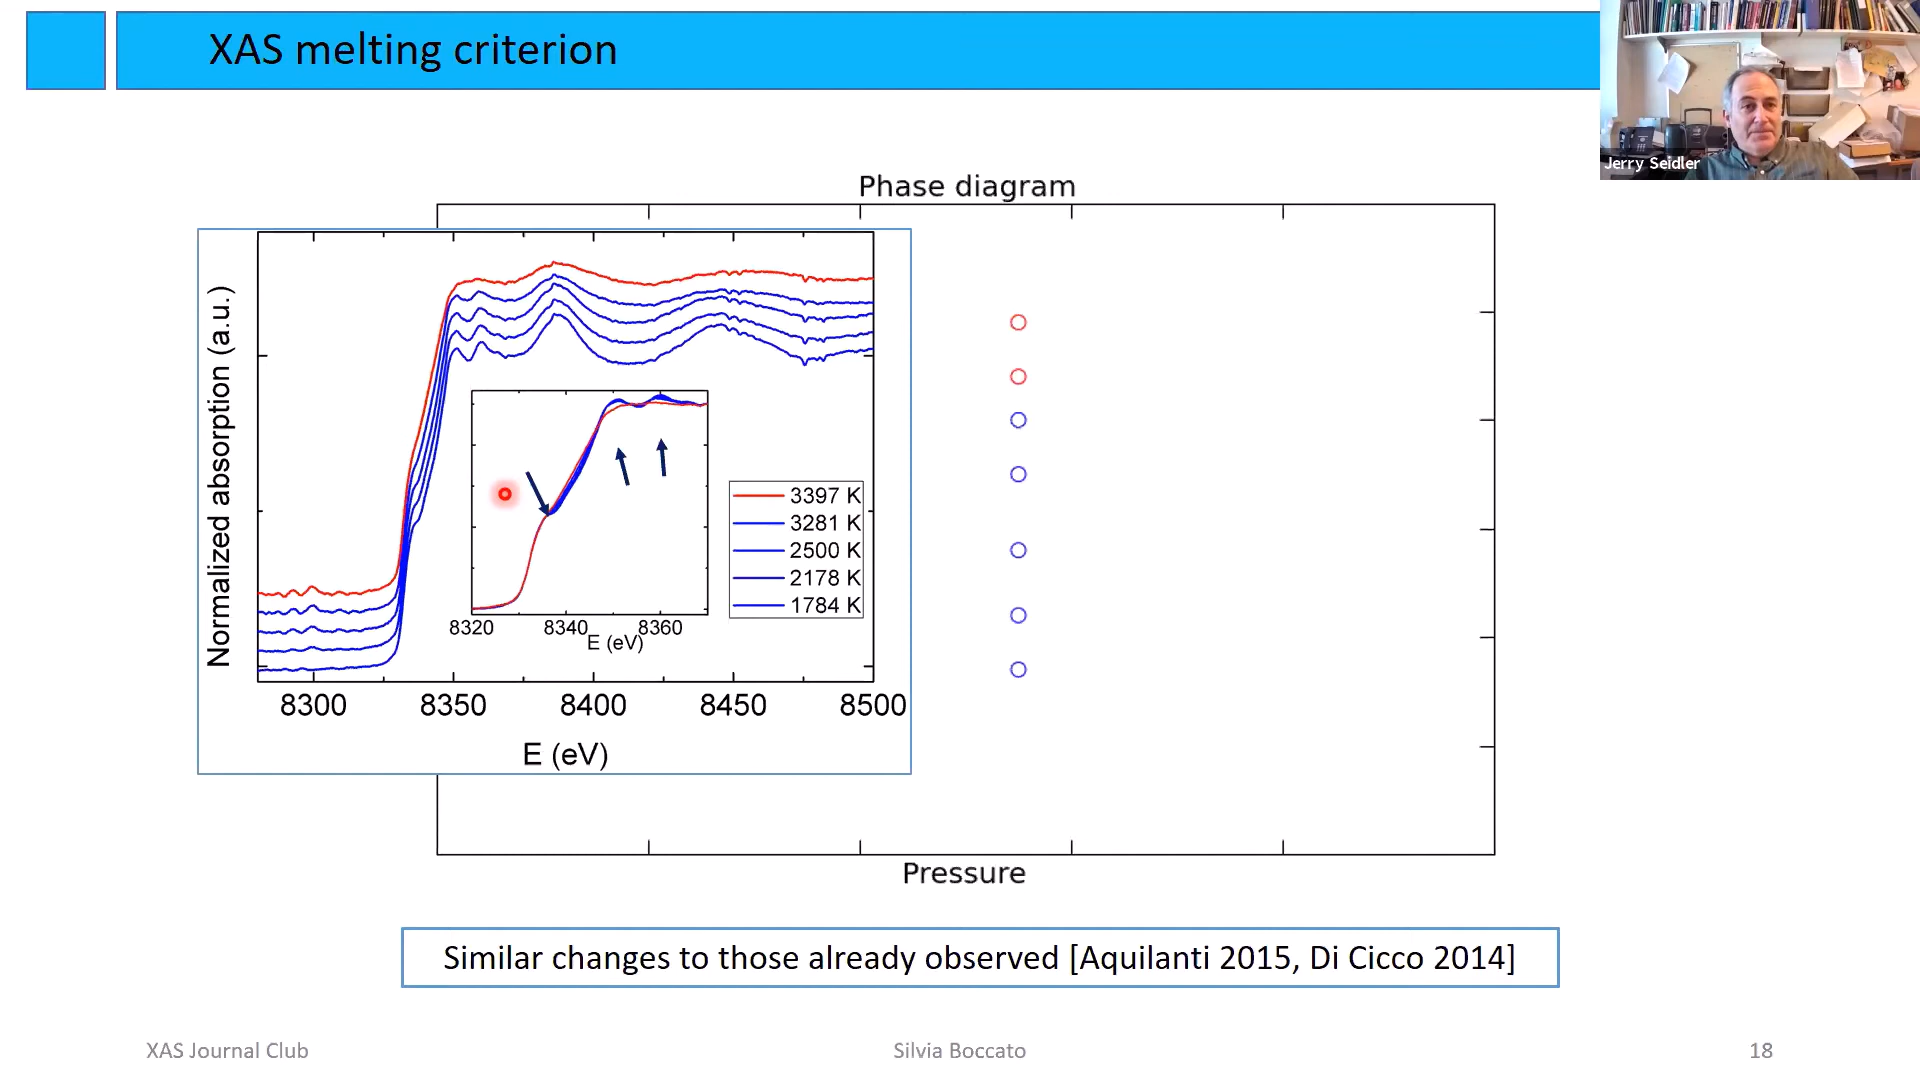 XAS melting criterion
Jerry Seidler
Phase diagram
Normalized absorption (a.u.)
3397 K
3281 K
2500 K
2178 K
1784 K
8320 8340 8360
E (eV)
8300 8350 8400 8450 8500
E (eV)
Pressure
Similar changes to those already observed [Aquilanti 2015, Di Cicco 2014]
XAS Journal Club
Silvia Boccato
18